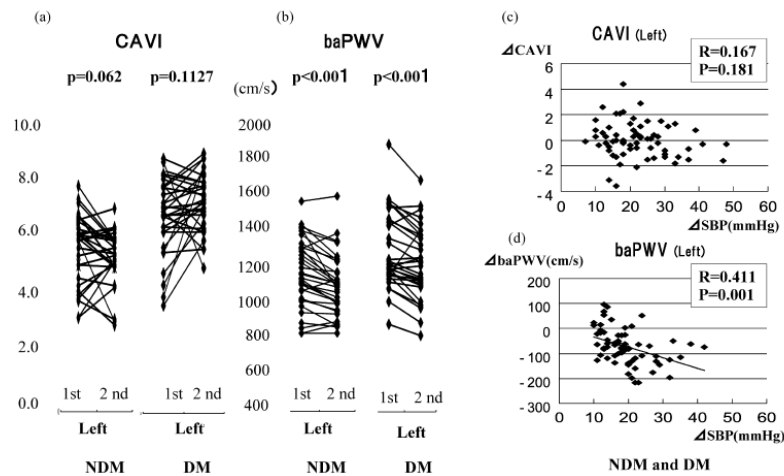 (a)
CAVI
p=0.062 p=0.1127
10.0
8.0
6.0
4.0
2.0
0.0
1st 2 nd 1st 2 nd
Left Left
NDM DM
(b)
baPWV
p<0.001 p<0.001
(cm/s)
2000
1800
1600
1400
1200
1000
800
600
400
1st 2 nd 1st 2 nd
Left Left
NDM DM
(c)
CAVI (Left)
⊿CAVI
R=0.167
P=0.181
6
4
2
0
-2
-4
0 10 20 30 40 50 60
⊿SBP(mmHg)
(d)
baPWV (Left)
⊿baPWV(cm/s)
R=0.411
P=0.001
200
100
0
-100
-200
-300
0 10 20 30 40 50 60
⊿SBP(mmHg)
NDM and DM